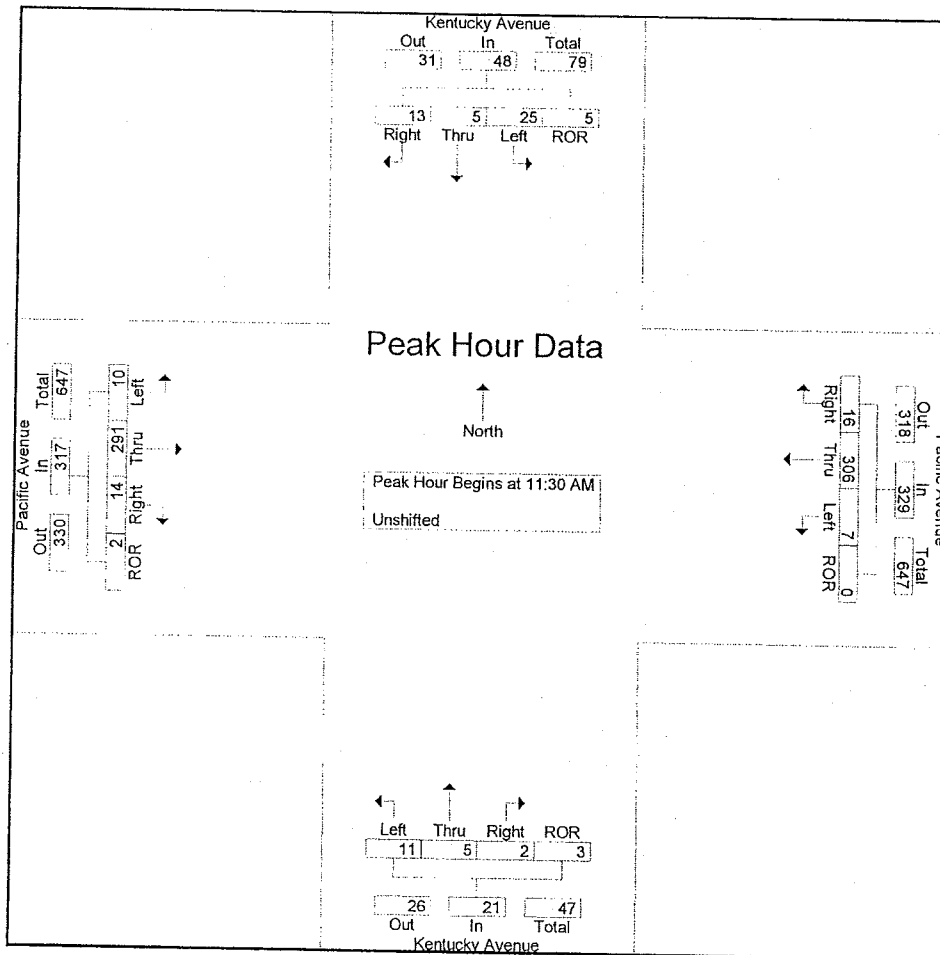 Kentucky Avenue
Out In Total
31 48 79
13 5 25 5
Right Thru Left ROR
Peak Hour Data
North
Peak Hour Begins at 11:30 AM
Unshifted
Pacific Avenue
Out In Total
330 317 647
2 14 291 10
ROR Right Thru Left
Out In Total
318 329 647
16 306 7 0
Right Thru Left ROR
Left Thru Right ROR
11 5 2 3
26 21 47
Out In Total
Kentucky Avenue